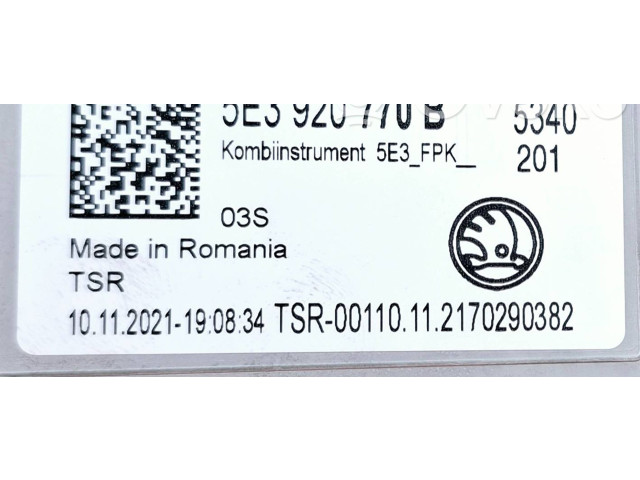 5E3 920 770 B 5340
Kombiinstrument 5E3_FPK__ 201
03S
Made in Romania
TSR
10.11.2021-19:08:34 TSR-00110.11.2170290382